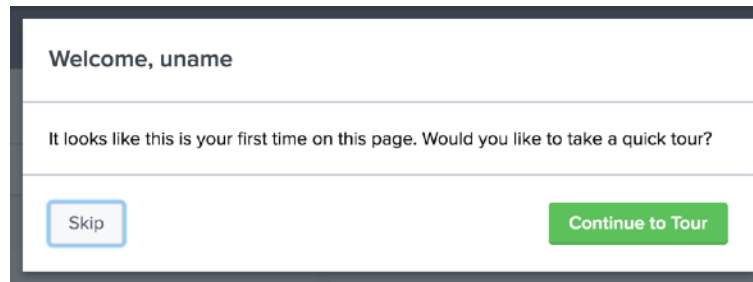 Welcome, uname
It looks like this is your first time on this page. Would you like to take a quick tour?
Skip
Continue to Tour